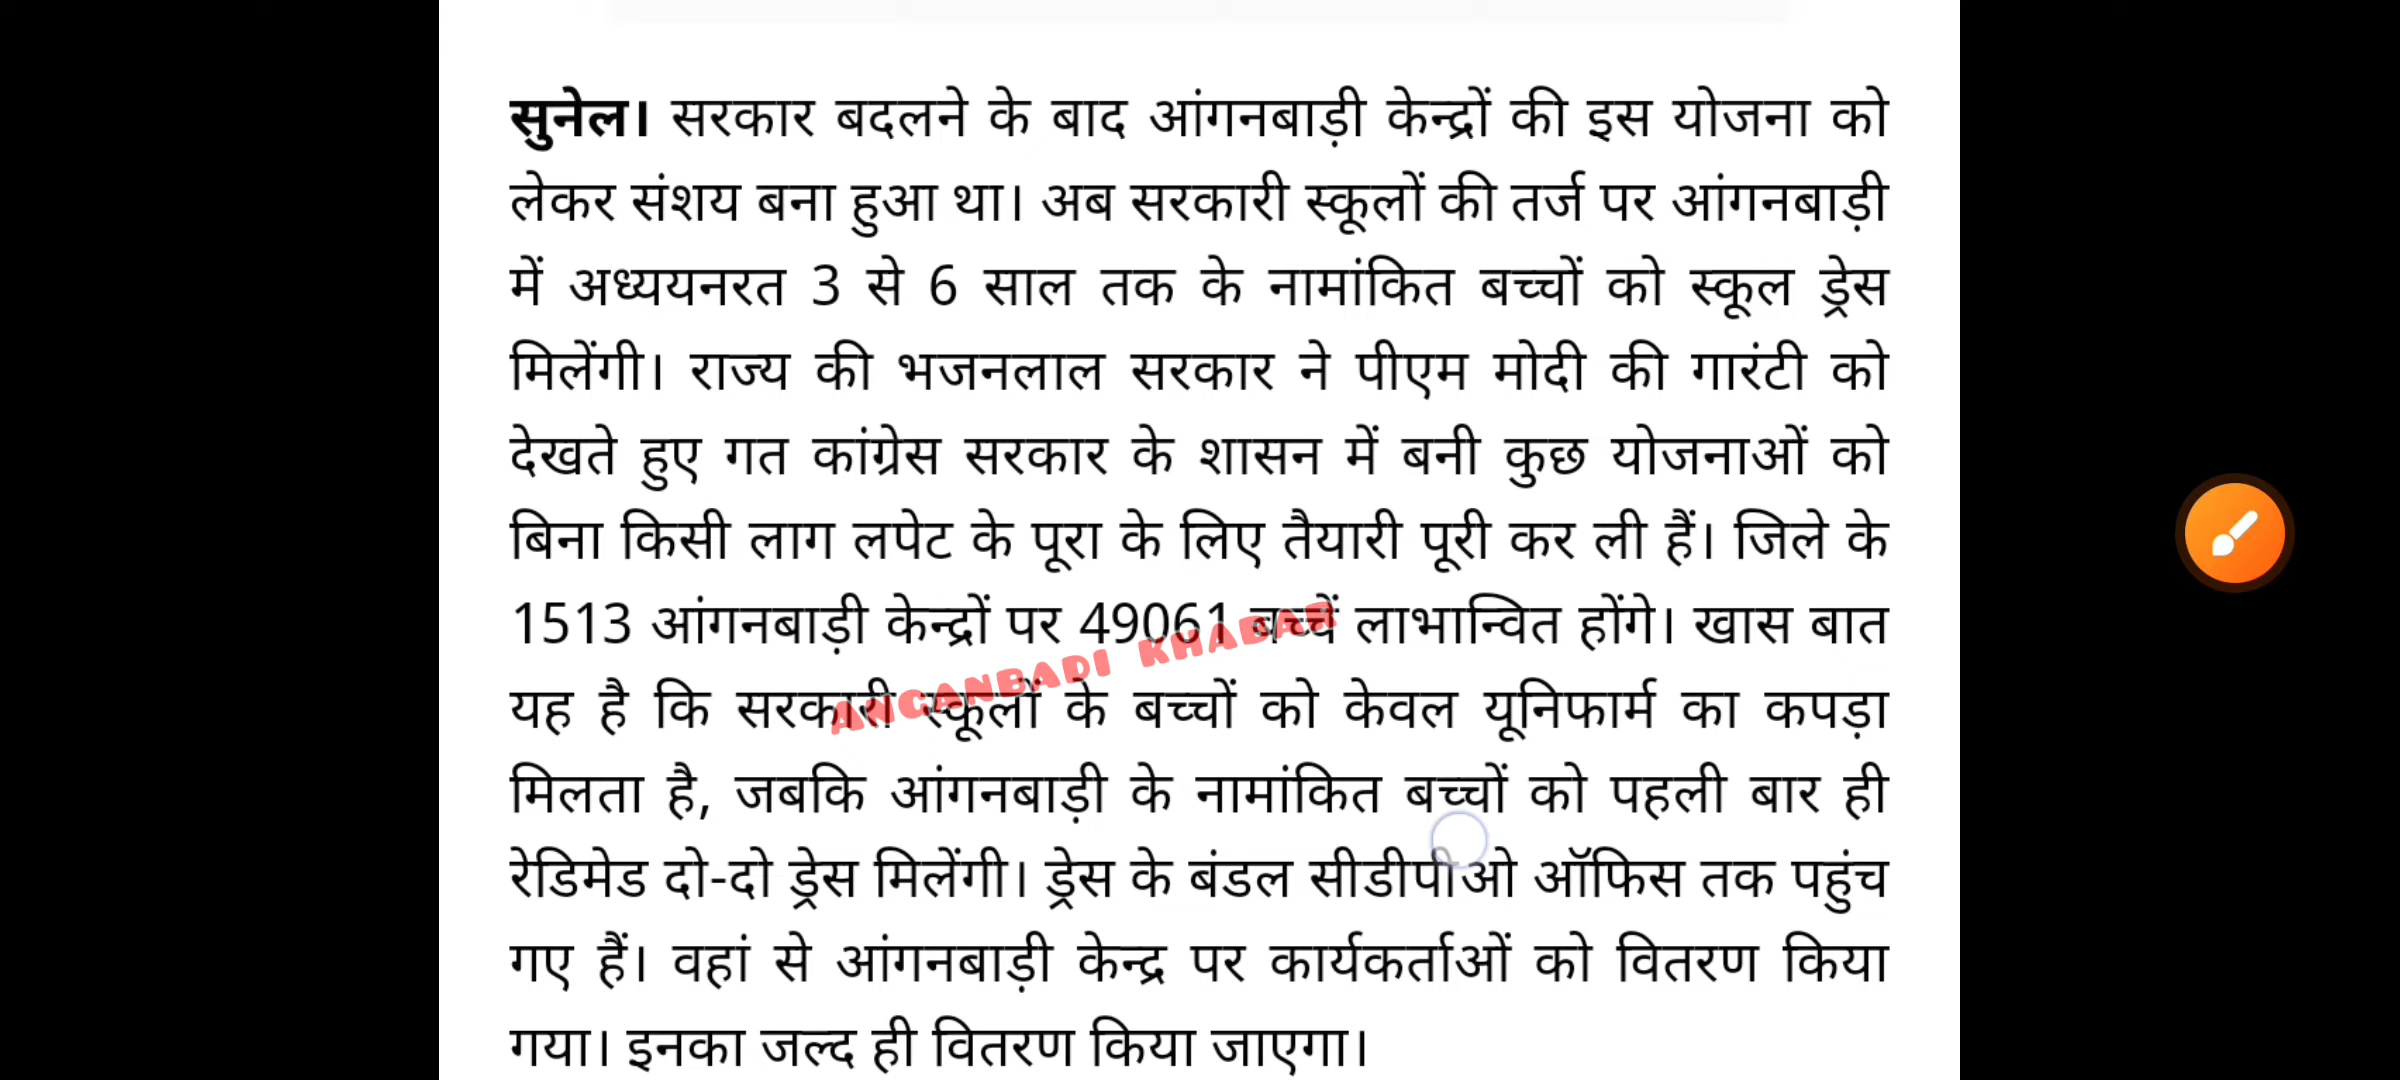 सुनेल। सरकार बदलने के बाद आंगनबाड़ी केन्द्रों की इस योजना को
लेकर संशय बना हुआ था। अब सरकारी स्कूलों की तर्ज पर आंगनबाड़ी
में अध्ययनरत 3 से 6 साल तक के नामांकित बच्चों को स्कूल ड्रेस
मिलेंगी। राज्य की भजनलाल सरकार ने पीएम मोदी की गारंटी को
देखते हुए गत कांग्रेस सरकार के शासन में बनी कुछ योजनाओं को
बिना किसी लाग लपेट के पूरा के लिए तैयारी पूरी कर ली हैं। जिले के
1513 आंगनबाड़ी केन्द्रों पर 49061 बच्चें लाभान्वित होंगे। खास बात
यह है कि सरकारी स्कूलों के बच्चों को केवल यूनिफार्म का कपड़ा
मिलता है, जबकि आंगनबाड़ी के नामांकित बच्चों को पहली बार ही
रेडिमेड दो-दो ड्रेस मिलेंगी। ड्रेस के बंडल सीडीपीओ ऑफिस तक पहुंच
गए हैं। वहां से आंगनबाड़ी केन्द्र पर कार्यकर्ताओं को वितरण किया
गया। इनका जल्द ही वितरण किया जाएगा।
ANGANBADI KHABAR